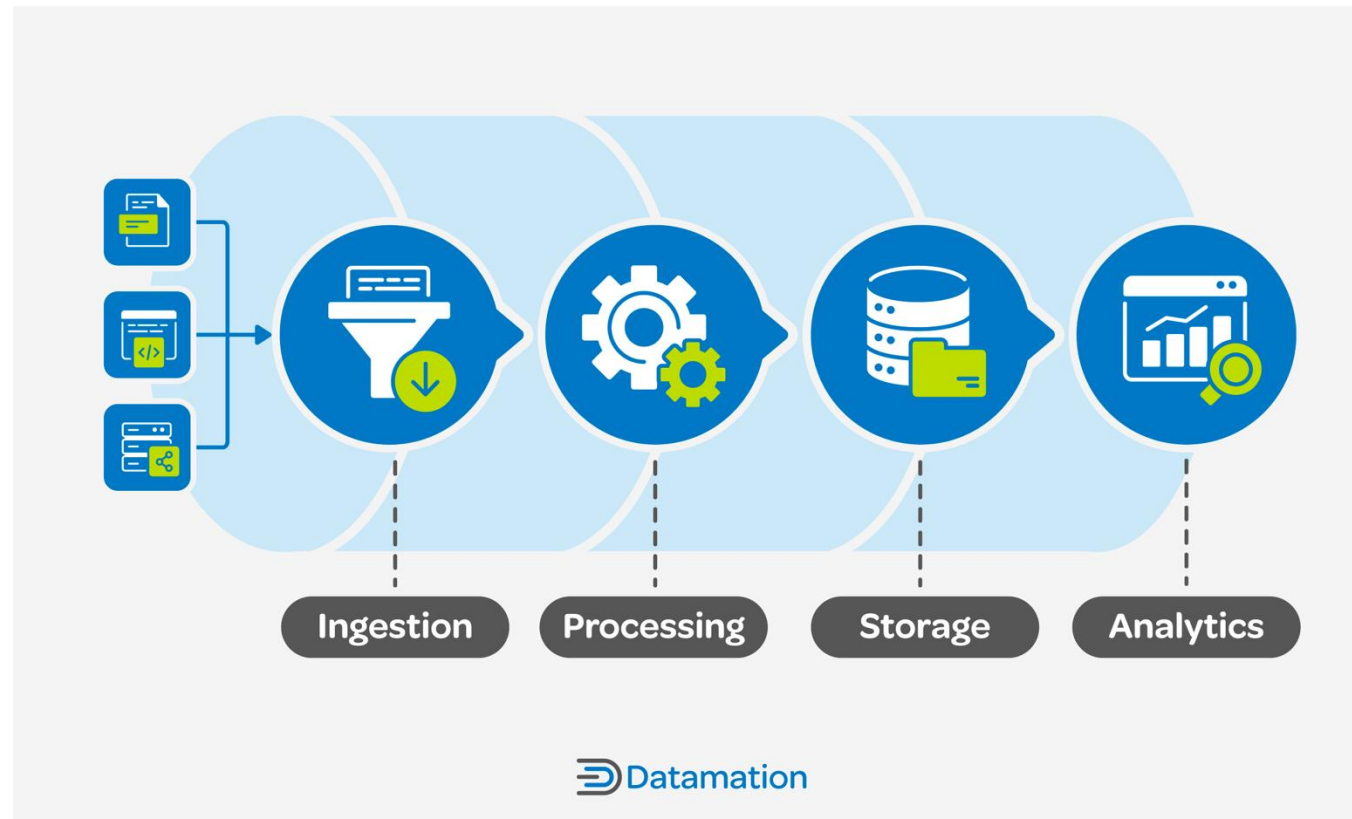 </>
Ingestion
Processing
Storage
Analytics
Datamation